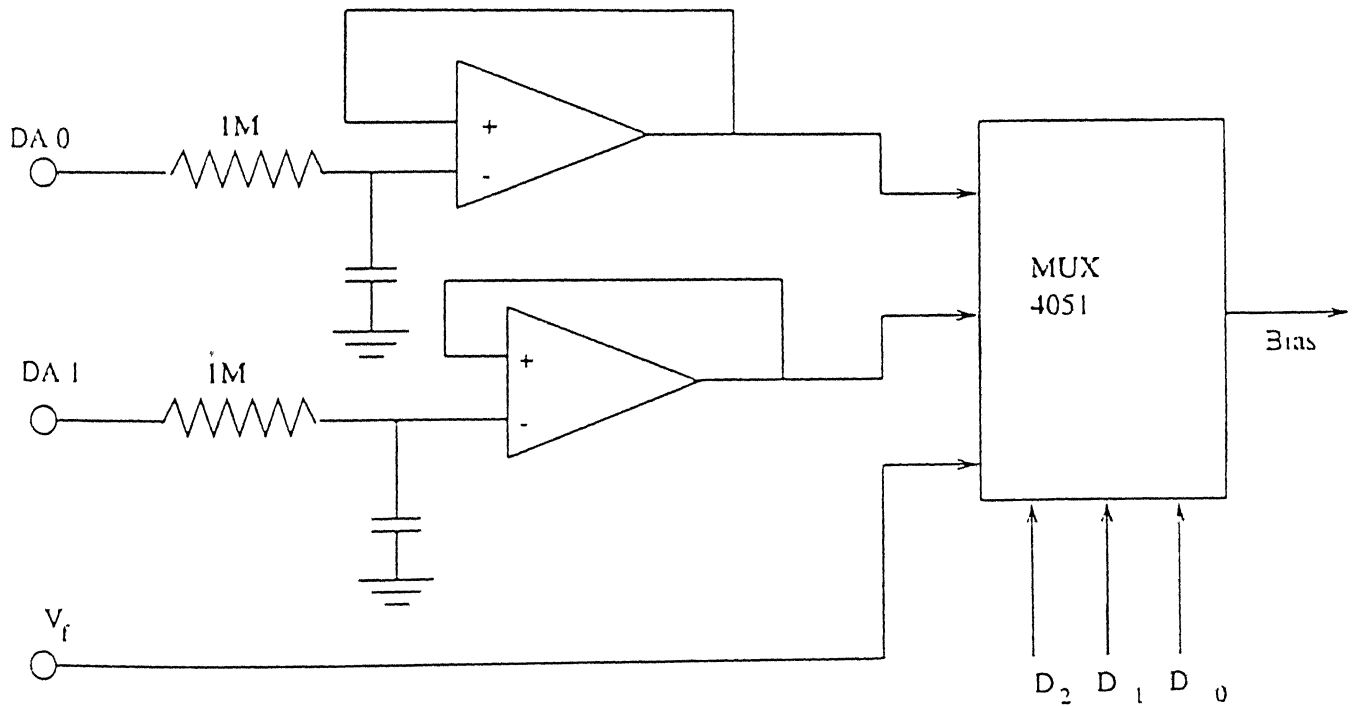 DA 0
1M
+
-
MUX
4051
Bias
DA 1
1M
+
-
V_f
D_2 D_1 D_0